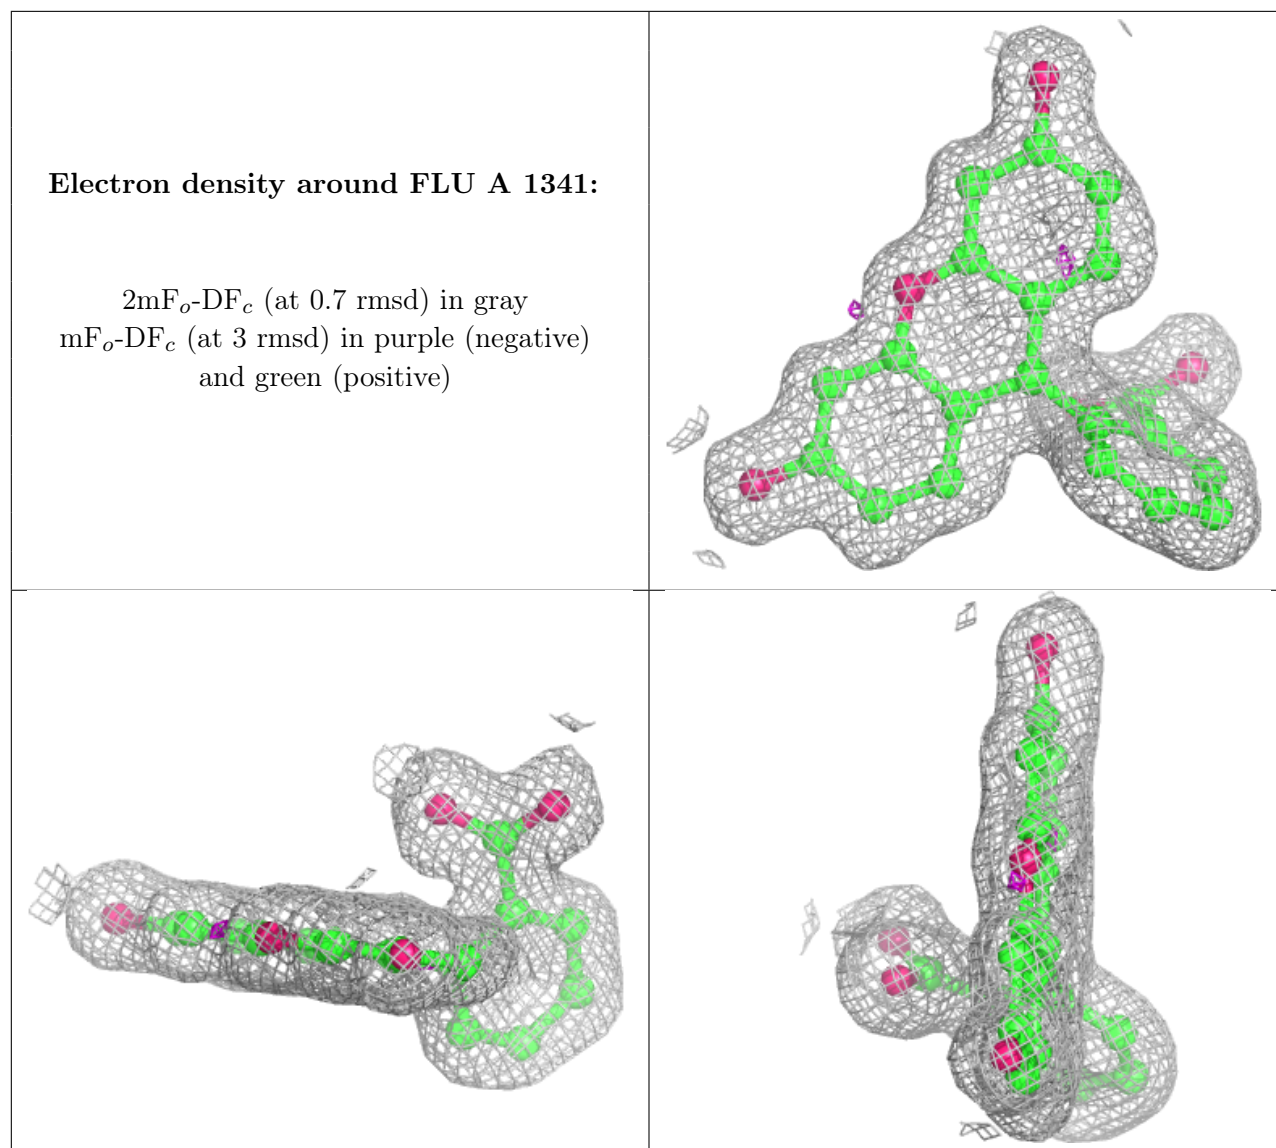 Electron density around FLU A 1341:
2mFo-DFc (at 0.7 rmsd) in gray
mFo-DFc (at 3 rmsd) in purple (negative)
and green (positive)